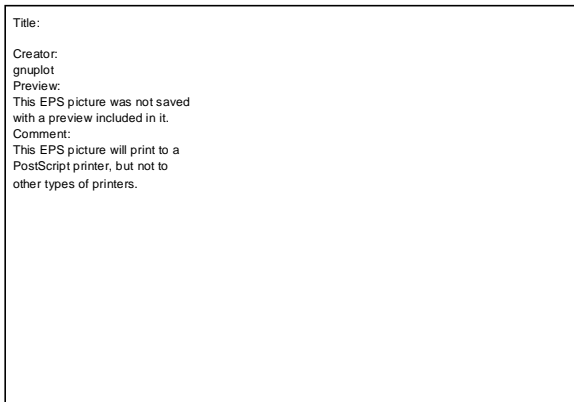 Title:
Creator:
gnuplot
Preview:
This EPS picture was not saved
with a preview included in it.
Comment:
This EPS picture will print to a
PostScript printer, but not to
other types of printers.